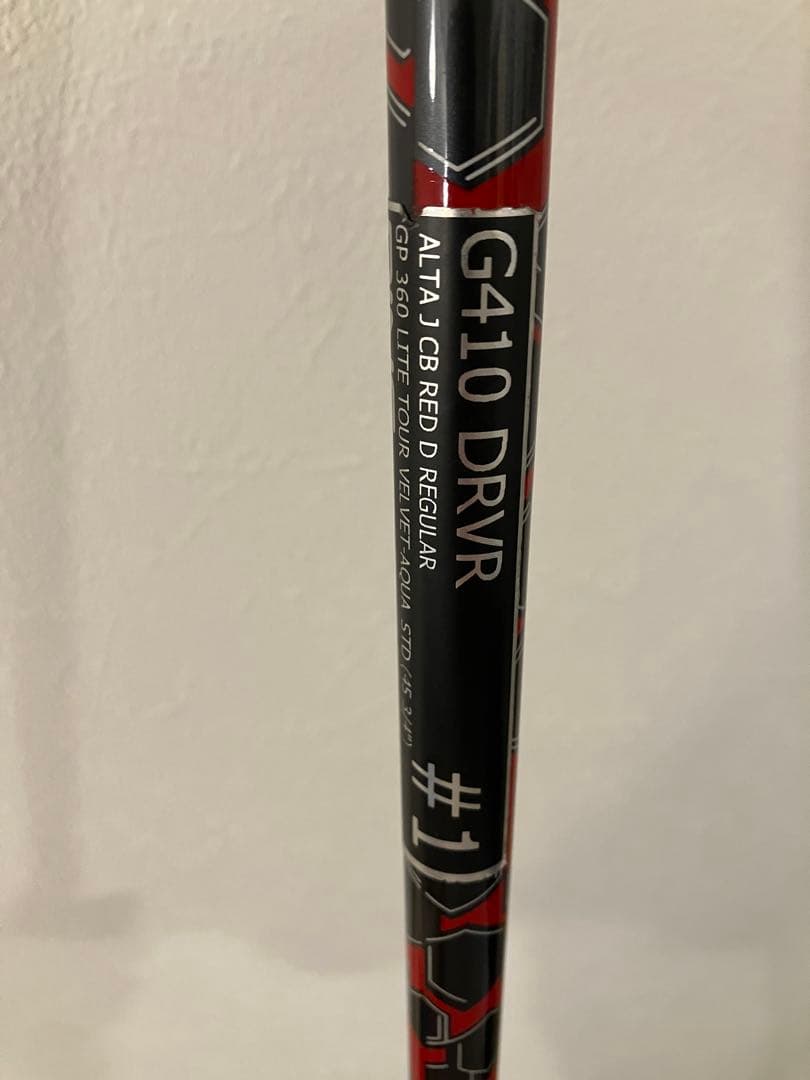 G410 DRVR
ALTA J CB RED D REGULAR
GP 360 LITE TOUR VELVET-AQUA STD (45 3/4")
#1